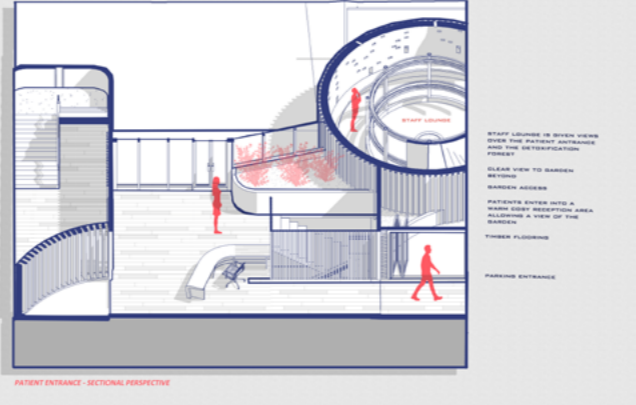 STAFF LOUNGE
STAFF LOUNGE IS GIVEN VIEWS
OVER THE PATIENT ANTRANCE
AND THE DETOXIFICATION
FOREST
CLEAR VIEW TO GARDEN
BEYOND
GARDEN ACCESS
PATIENTS ENTER INTO A
WARM COSY RECEPTION AREA
ALLOWING A VIEW OF THE
GARDEN
TIMBER FLOORING
PARKING ENTRANCE
PATIENT ENTRANCE - SECTIONAL PERSPECTIVE